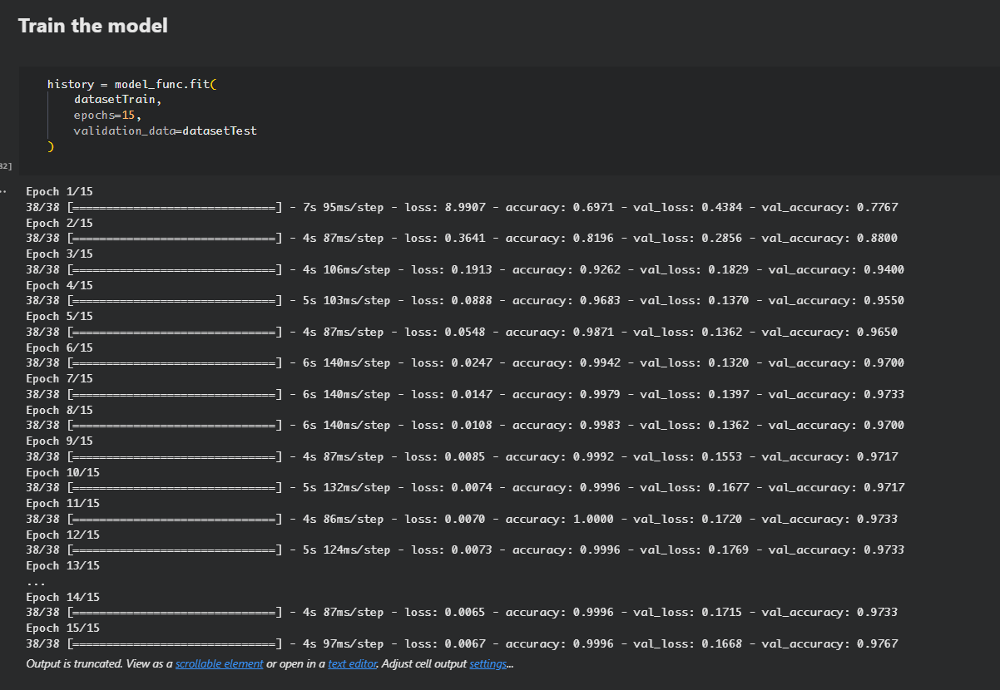 Train the model
history = model_func.fit(
    datasetTrain,
    epochs=15,
    validation_data=datasetTest
)
82]
..
Epoch 1/15
38/38 [==============================] - 7s 95ms/step - loss: 8.9907 - accuracy: 0.6971 - val_loss: 0.4384 - val_accuracy: 0.7767
Epoch 2/15
38/38 [==============================] - 4s 87ms/step - loss: 0.3641 - accuracy: 0.8196 - val_loss: 0.2856 - val_accuracy: 0.8800
Epoch 3/15
38/38 [==============================] - 4s 106ms/step - loss: 0.1913 - accuracy: 0.9262 - val_loss: 0.1829 - val_accuracy: 0.9400
Epoch 4/15
38/38 [==============================] - 5s 103ms/step - loss: 0.0888 - accuracy: 0.9683 - val_loss: 0.1370 - val_accuracy: 0.9550
Epoch 5/15
38/38 [==============================] - 4s 87ms/step - loss: 0.0548 - accuracy: 0.9871 - val_loss: 0.1362 - val_accuracy: 0.9650
Epoch 6/15
38/38 [==============================] - 6s 140ms/step - loss: 0.0247 - accuracy: 0.9942 - val_loss: 0.1320 - val_accuracy: 0.9700
Epoch 7/15
38/38 [==============================] - 6s 140ms/step - loss: 0.0147 - accuracy: 0.9979 - val_loss: 0.1397 - val_accuracy: 0.9733
Epoch 8/15
38/38 [==============================] - 6s 140ms/step - loss: 0.0108 - accuracy: 0.9983 - val_loss: 0.1362 - val_accuracy: 0.9700
Epoch 9/15
38/38 [==============================] - 4s 87ms/step - loss: 0.0085 - accuracy: 0.9992 - val_loss: 0.1553 - val_accuracy: 0.9717
Epoch 10/15
38/38 [==============================] - 5s 132ms/step - loss: 0.0074 - accuracy: 0.9996 - val_loss: 0.1677 - val_accuracy: 0.9717
Epoch 11/15
38/38 [==============================] - 4s 86ms/step - loss: 0.0070 - accuracy: 1.0000 - val_loss: 0.1720 - val_accuracy: 0.9733
Epoch 12/15
38/38 [==============================] - 5s 124ms/step - loss: 0.0073 - accuracy: 0.9996 - val_loss: 0.1769 - val_accuracy: 0.9733
Epoch 13/15
...
Epoch 14/15
38/38 [==============================] - 4s 87ms/step - loss: 0.0065 - accuracy: 0.9996 - val_loss: 0.1715 - val_accuracy: 0.9733
Epoch 15/15
38/38 [==============================] - 4s 97ms/step - loss: 0.0067 - accuracy: 0.9996 - val_loss: 0.1668 - val_accuracy: 0.9767
Output is truncated. View as a scrollable element or open in a text editor. Adjust cell output settings...